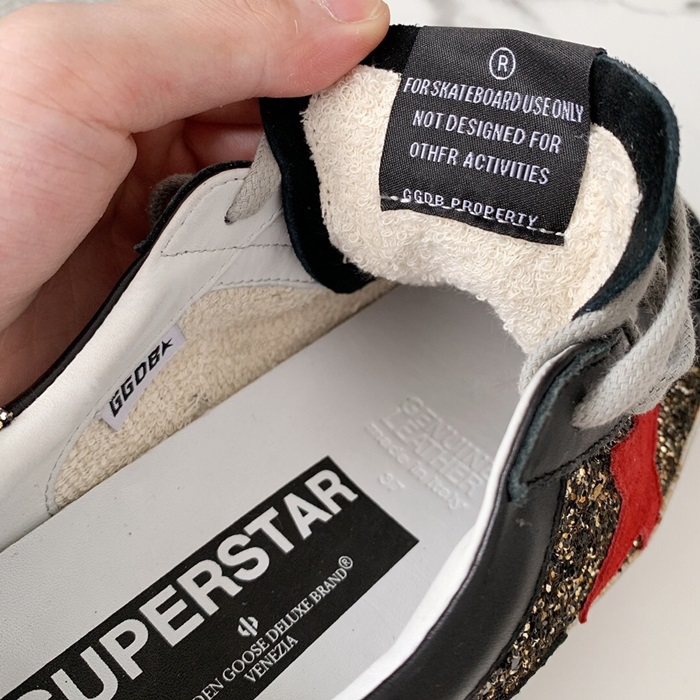 ®
FOR SKATEBOARD USE ONLY
NOT DESIGNED FOR
OTHER ACTIVITIES
GGDB PROPERTY
GGDB★
GENUINE
LEATHER
SUPERSTAR
DEN GOOSE DELUXE BRAND®
VENEZIA